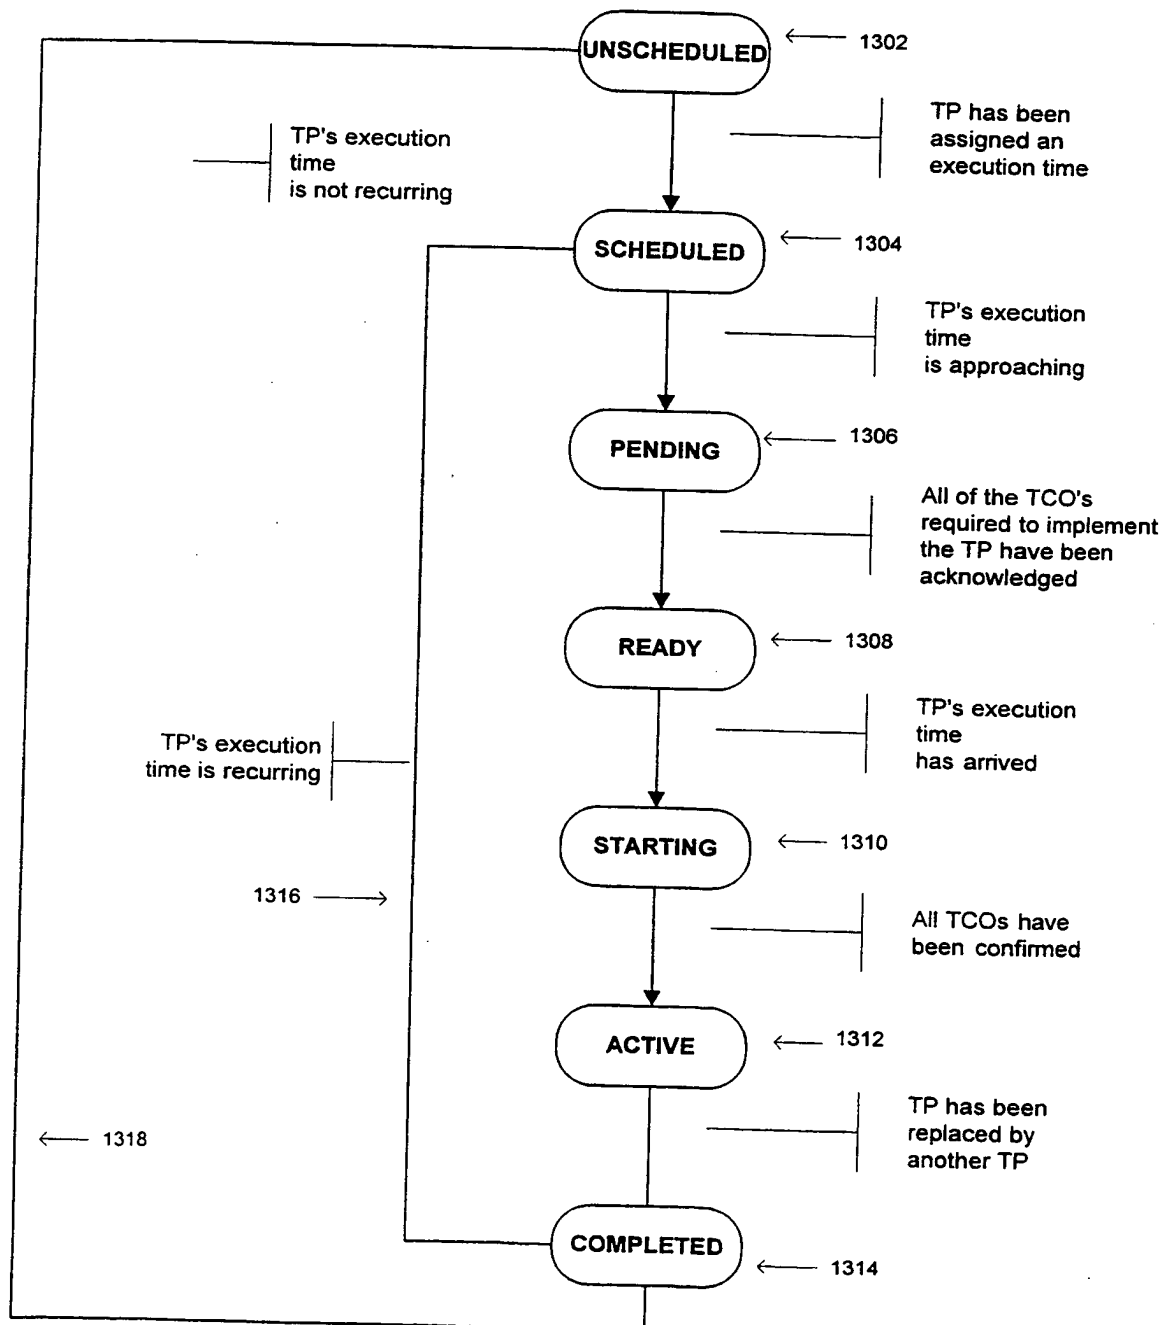 UNSCHEDULED
1302
TP has been
assigned an
execution time
TP's execution
time
is not recurring
SCHEDULED
1304
TP's execution
time
is approaching
PENDING
1306
All of the TCO's
required to implement
the TP have been
acknowledged
READY
1308
TP's execution
time
has arrived
TP's execution
time is recurring
STARTING
1310
1316
All TCOs have
been confirmed
ACTIVE
1312
TP has been
replaced by
another TP
1318
COMPLETED
1314